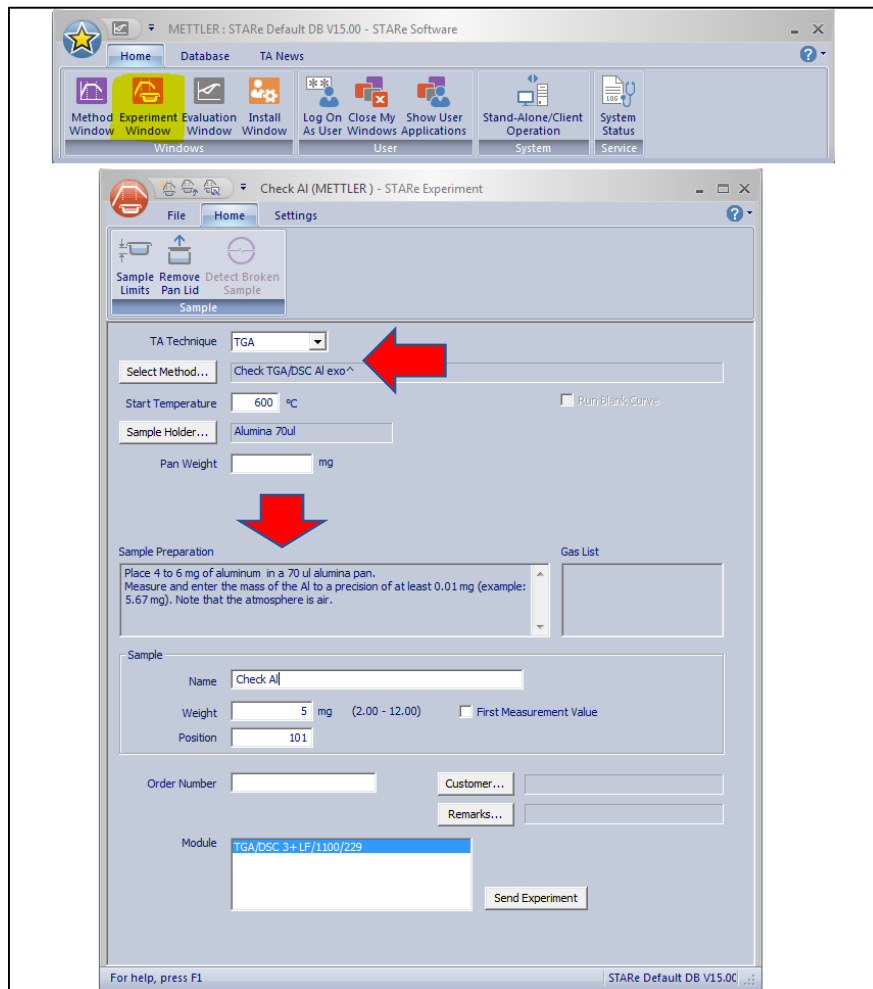 METTLER : STARe Default DB V15.00 - STARe Software
Home Database TA News
Method Window Experiment Window Evaluation Window Install Window Log On As User Close My Windows Show User Applications Stand-Alone/Client Operation System Status
Windows User System Service
Check Al (METTLER ) - STARe Experiment
File Home Settings
Sample Limits Remove Pan Lid Detect Broken Sample
Sample
TA Technique TGA
Select Method... Check TGA/DSC Al exo^
Start Temperature 600 ºC Run Blank Curve
Sample Holder... Alumina 70ul
Pan Weight mg
Sample Preparation Gas List
Place 4 to 6 mg of aluminum in a 70 ul alumina pan.
Measure and enter the mass of the Al to a precision of at least 0.01 mg (example:
5.67 mg). Note that the atmosphere is air.
Sample
Name Check Al
Weight 5 mg (2.00 - 12.00) First Measurement Value
Position 101
Order Number Customer...
Remarks...
Module TGA/DSC 3+ LF/1100/229
Send Experiment
For help, press F1 STARe Default DB V15.00